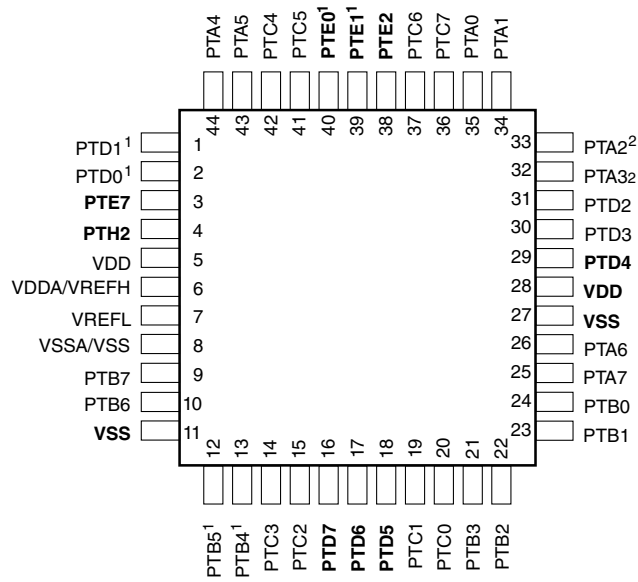 PTA4
PTA5
PTC4
PTC5
PTE0¹
PTE1¹
PTE2
PTC6
PTC7
PTA0
PTA1
44
43
42
41
40
39
38
37
36
35
34
PTD1¹ 1
PTD0¹ 2
PTE7 3
PTH2 4
VDD 5
VDDA/VREFH 6
VREFL 7
VSSA/VSS 8
PTB7 9
PTB6 10
VSS 11
33 PTA2²
32 PTA32
31 PTD2
30 PTD3
29 PTD4
28 VDD
27 VSS
26 PTA6
25 PTA7
24 PTB0
23 PTB1
12
13
14
15
16
17
18
19
20
21
22
PTB5¹
PTB4¹
PTC3
PTC2
PTD7
PTD6
PTD5
PTC1
PTC0
PTB3
PTB2